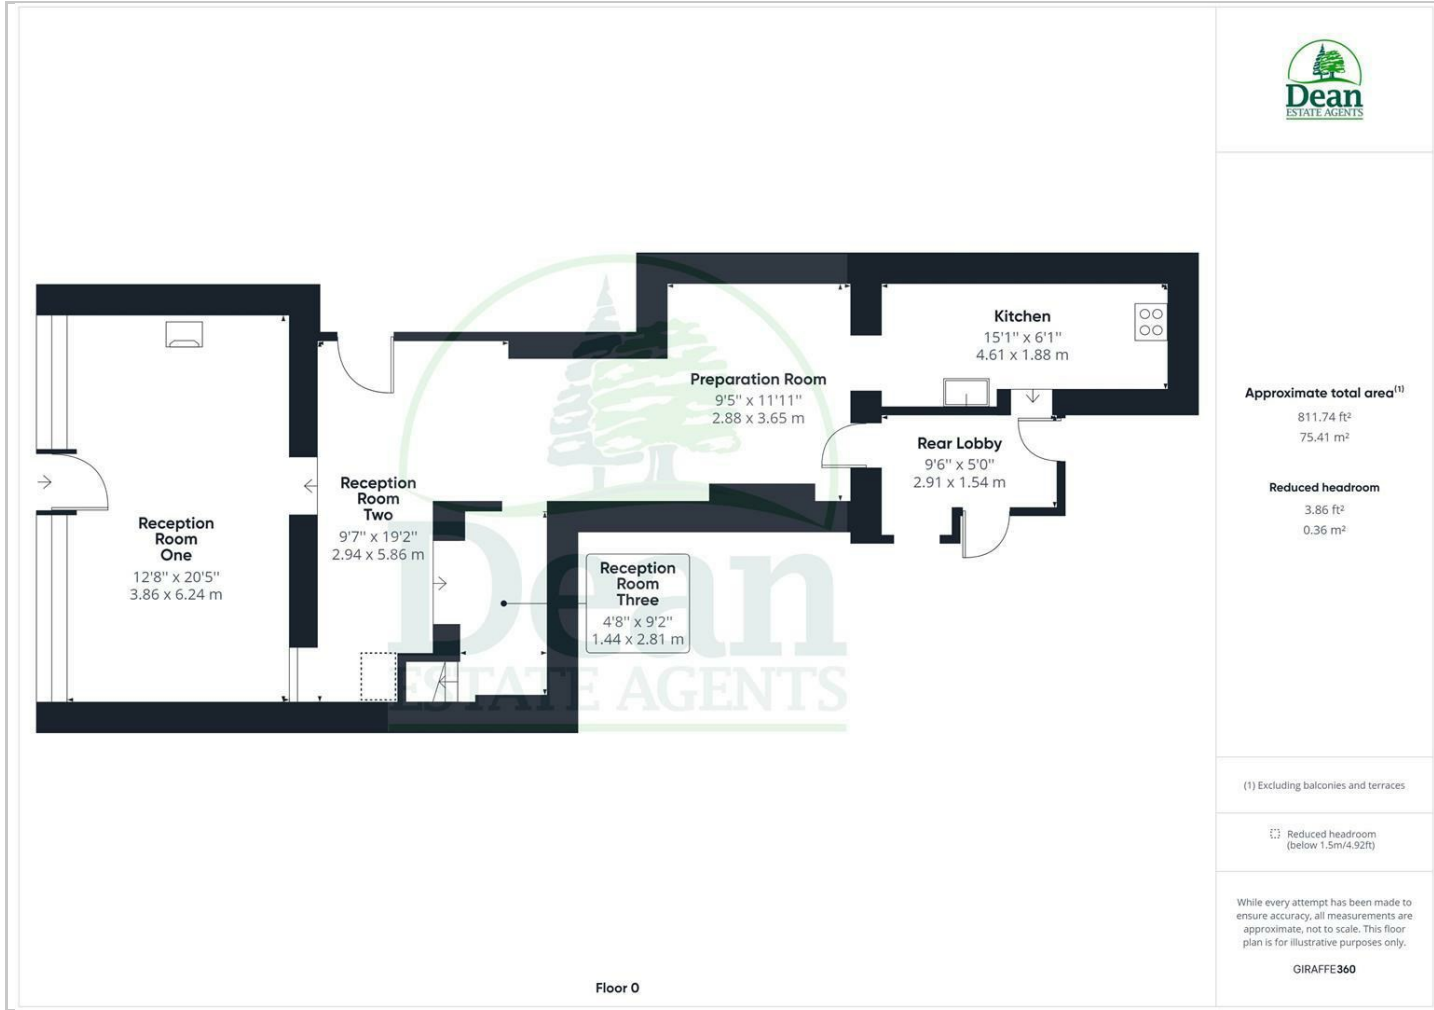 Dean
ESTATE AGENTS
Kitchen
15'1" x 6'1"
4.61 x 1.88 m
Preparation Room
9'5" x 11'11"
2.88 x 3.65 m
Rear Lobby
9'6" x 5'0"
2.91 x 1.54 m
Reception
Room
Two
9'7" x 19'2"
2.94 x 5.86 m
Reception
Room
One
12'8" x 20'5"
3.86 x 6.24 m
Reception
Room
Three
4'8" x 9'2"
1.44 x 2.81 m
Dean
ESTATE AGENTS
Floor 0
Approximate total area(1)
811.74 ft²
75.41 m²
Reduced headroom
3.86 ft²
0.36 m²
(1) Excluding balconies and terraces
Reduced headroom
(below 1.5m/4.92ft)
While every attempt has been made to
ensure accuracy, all measurements are
approximate, not to scale. This floor
plan is for illustrative purposes only.
GIRAFFE360